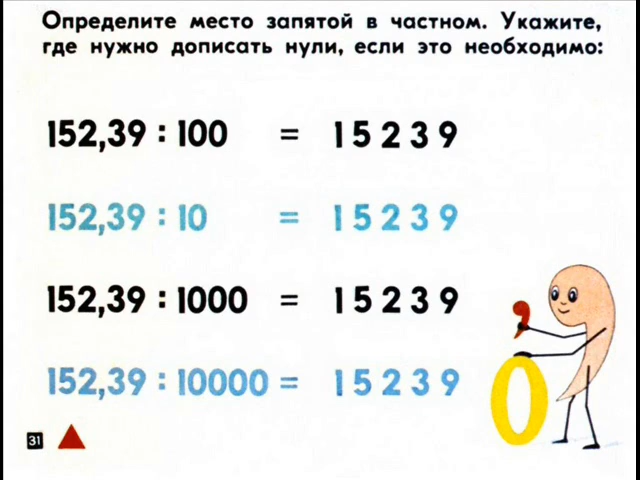 Определите место запятой в частном. Укажите,
где нужно дописать нули, если это необходимо:
152,39 : 100 = 1 5 2 3 9
152,39 : 10 = 1 5 2 3 9
152,39 : 1000 = 1 5 2 3 9
152,39 : 10000 = 1 5 2 3 9
0
31